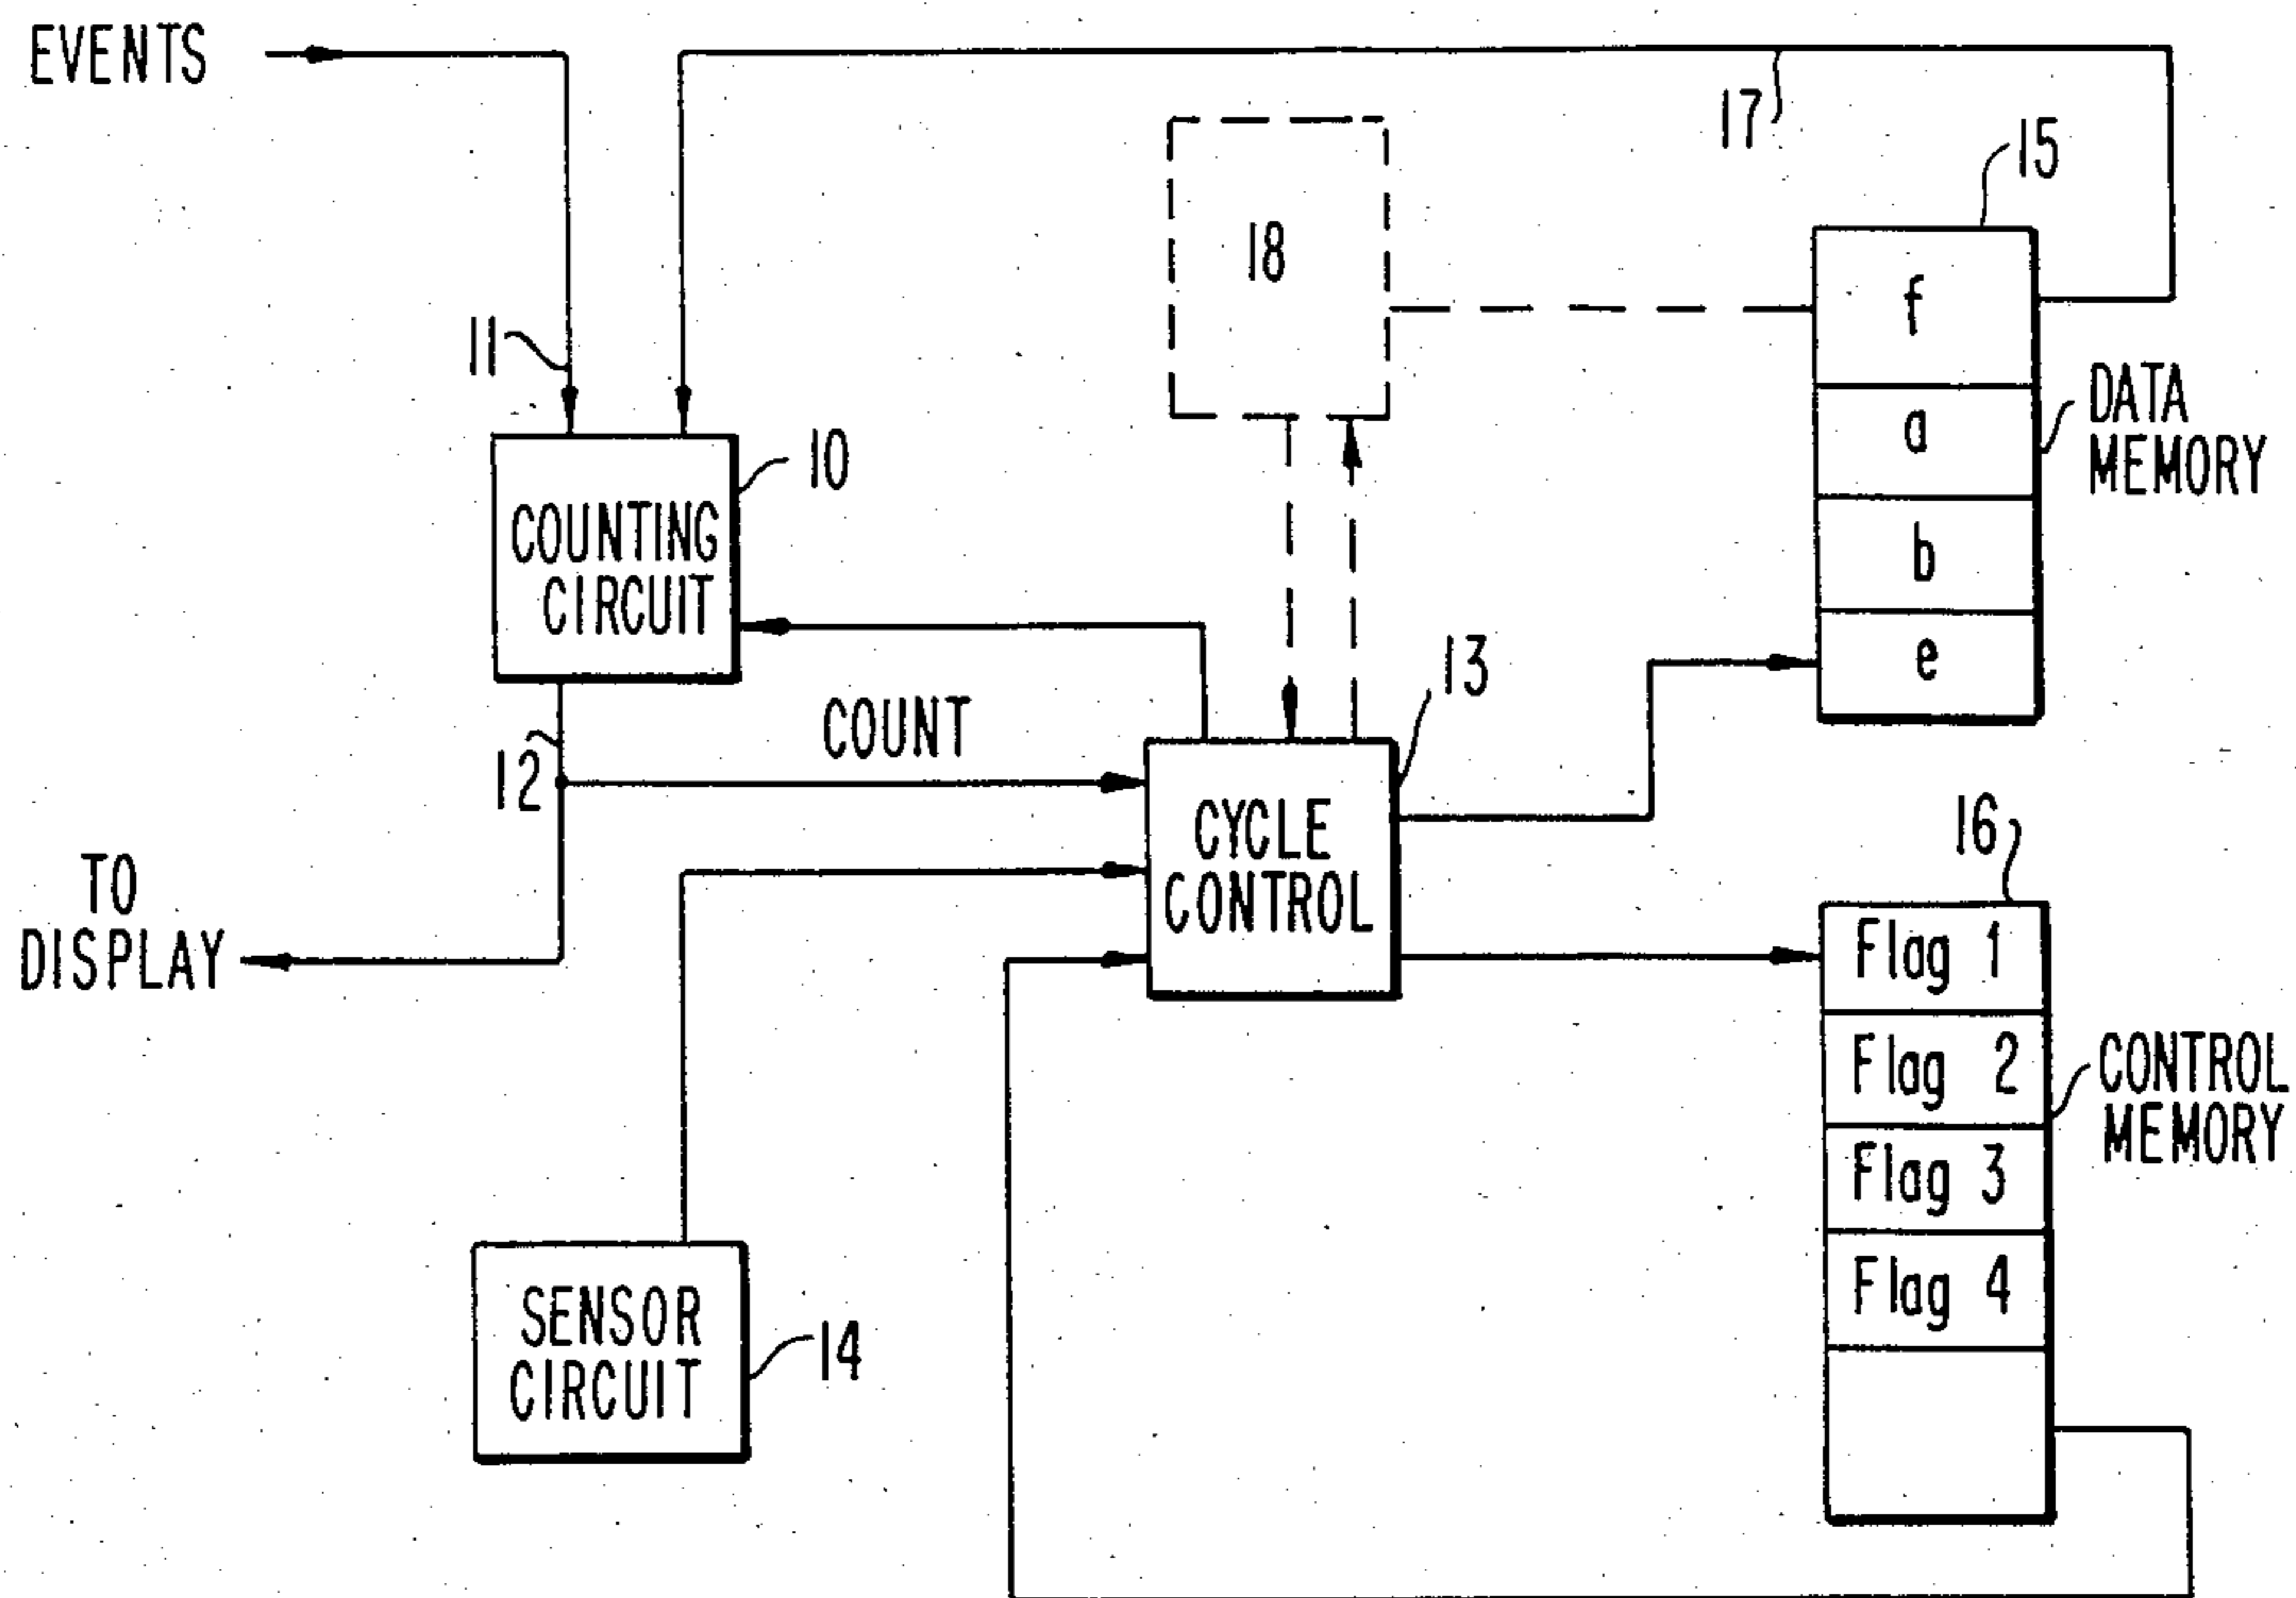 EVENTS
17
15
18
f
11
DATA
MEMORY
a
10
COUNTING
CIRCUIT
b
13
e
COUNT
12
CYCLE
CONTROL
16
TO
DISPLAY
Flag 1
Flag 2
CONTROL
MEMORY
Flag 3
Flag 4
SENSOR
CIRCUIT
14